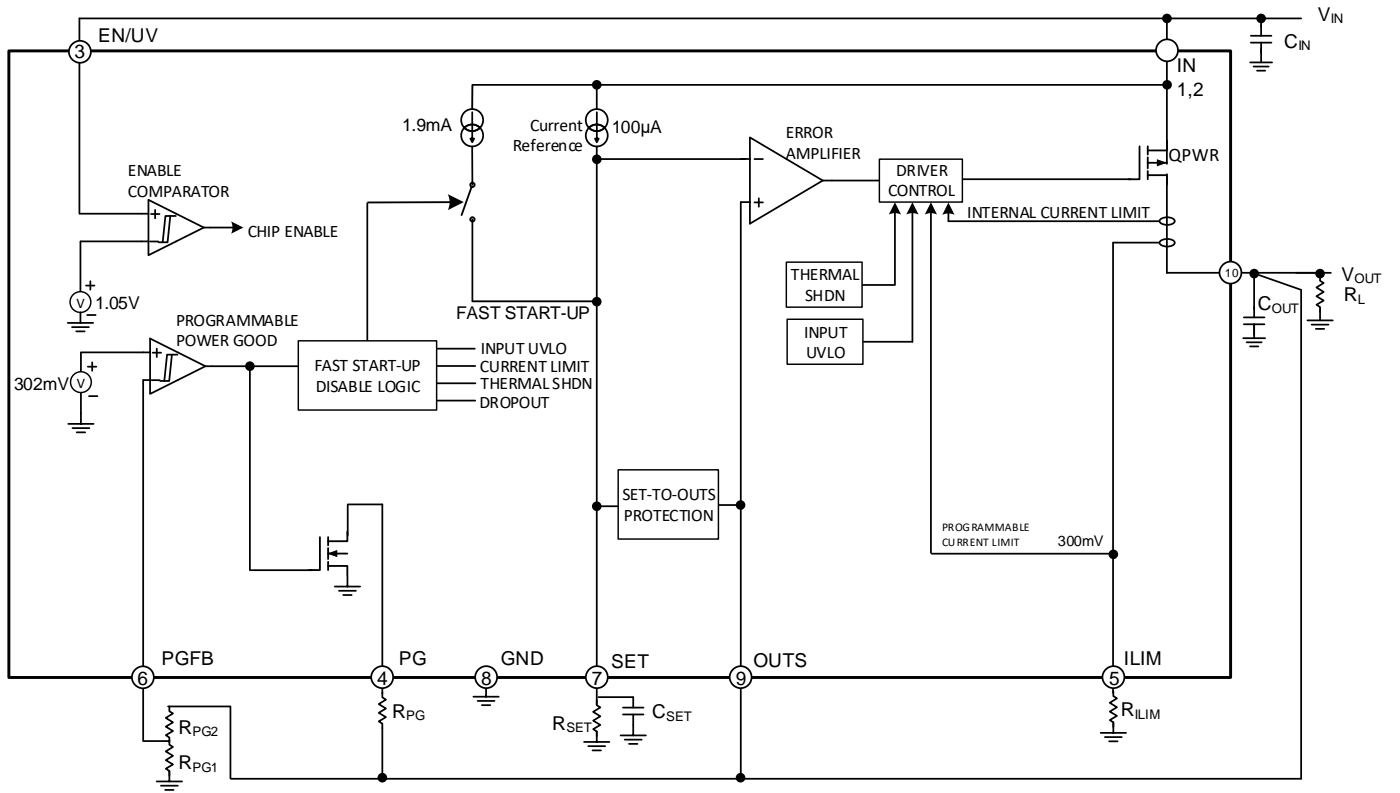 VIN
CIN
EN/UV
3
IN
1,2
1.9mA
Current
Reference
100µA
ERROR
AMPLIFIER
−
+
DRIVER
CONTROL
QPWR
ENABLE
COMPARATOR
+
CHIP ENABLE
INTERNAL CURRENT LIMIT
+
V
−
1.05V
THERMAL
SHDN
INPUT
UVLO
10
VOUT
RL
COUT
FAST START-UP
PROGRAMMABLE
POWER GOOD
+
302mV
V
+
−
FAST START-UP
DISABLE LOGIC
INPUT UVLO
CURRENT LIMIT
THERMAL SHDN
DROPOUT
SET-TO-OUTS
PROTECTION
PROGRAMMABLE
CURRENT LIMIT
300mV
PGFB
6
PG
4
GND
8
SET
7
OUTS
9
ILIM
5
RPG2
RPG1
RPG
RSET
CSET
RILIM